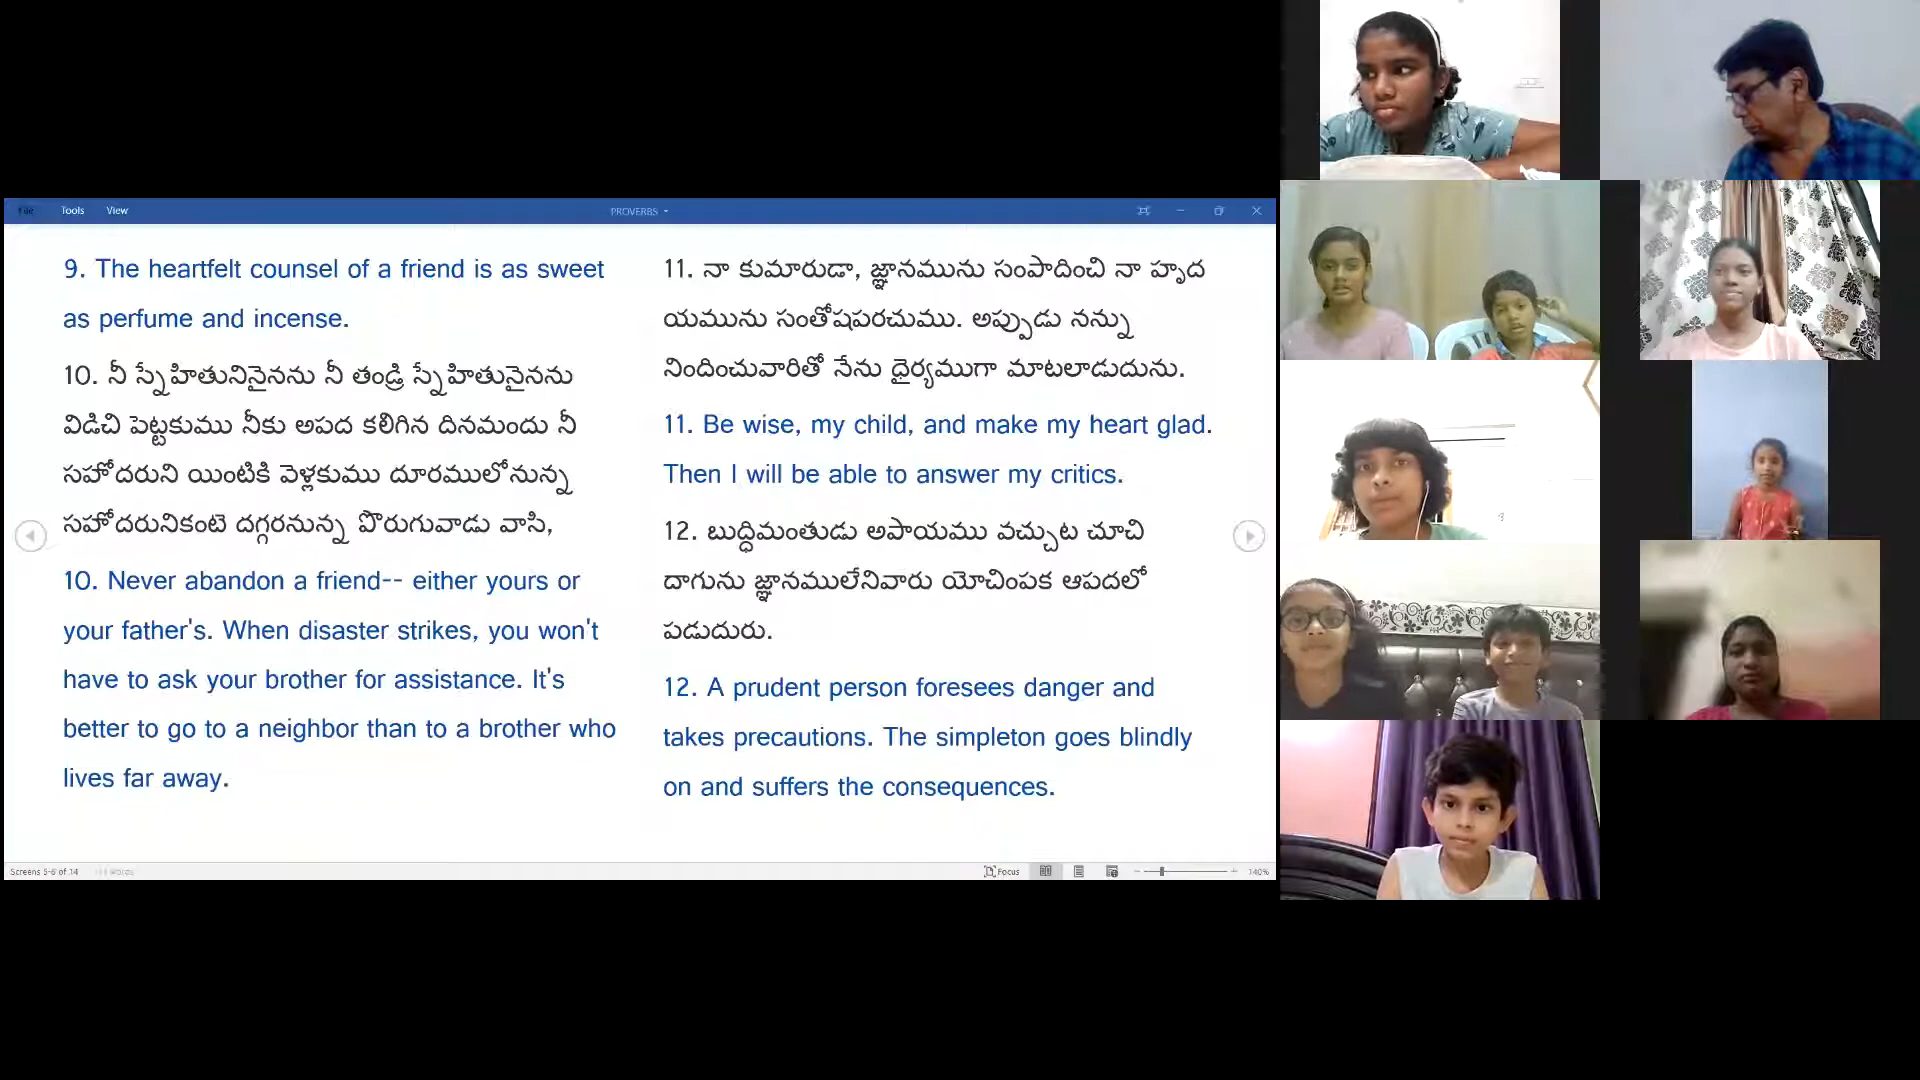 File Tools View PROVERBS
9. The heartfelt counsel of a friend is as sweet
as perfume and incense.
10. నీ స్నేహితునినైనను నీ తండ్రి స్నేహితునైనను
విడిచి పెట్టకుము నీకు అపద కలిగిన దినమందు నీ
సహోదరుని యింటికి వెళ్లకుము దూరములోనున్న
సహోదరునికంటె దగ్గరనున్న పొరుగువాడు వాసి,
10. Never abandon a friend-- either yours or
your father's. When disaster strikes, you won't
have to ask your brother for assistance. It's
better to go to a neighbor than to a brother who
lives far away.
11. నా కుమారుడా, జ్ఞానమును సంపాదించి నా హృద
యమును సంతోషపరచుము. అప్పుడు నన్ను
నిందించువారితో నేను ధైర్యముగా మాటలాడుదును.
11. Be wise, my child, and make my heart glad.
Then I will be able to answer my critics.
12. బుద్ధిమంతుడు అపాయము వచ్చుట చూచి
దాగును జ్ఞానములేనివారు యోచింపక ఆపదలో
పడుదురు.
12. A prudent person foresees danger and
takes precautions. The simpleton goes blindly
on and suffers the consequences.
Screens 5-6 of 14
Focus
140%